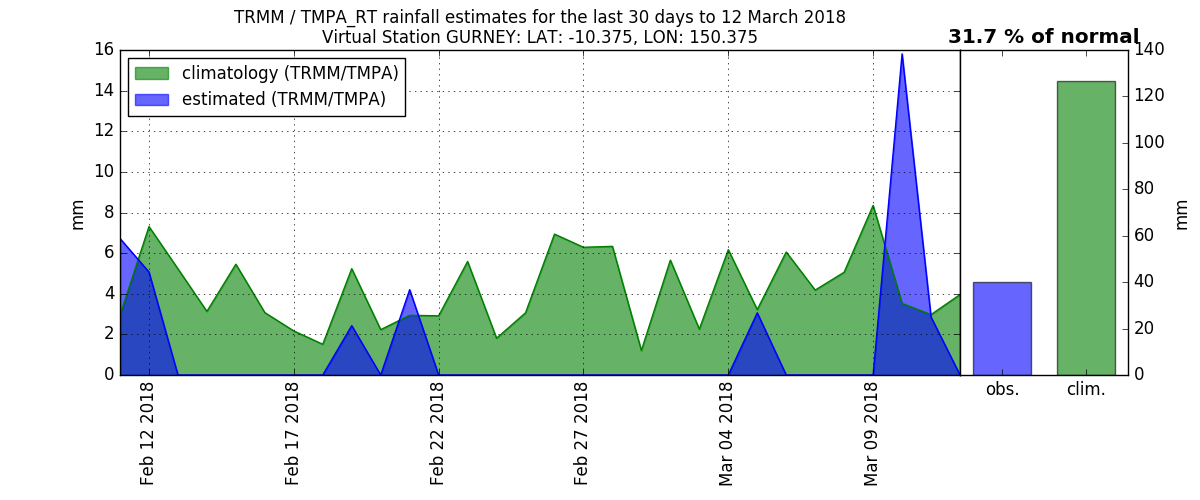 TRMM / TMPA_RT rainfall estimates for the last 30 days to 12 March 2018
Virtual Station GURNEY: LAT: -10.375, LON: 150.375
31.7 % of normal
climatology (TRMM/TMPA)
estimated (TRMM/TMPA)
16
14
12
10
8
6
4
2
0
mm
Feb 12 2018
Feb 17 2018
Feb 22 2018
Feb 27 2018
Mar 04 2018
Mar 09 2018
140
120
100
80
60
40
20
0
mm
obs.
clim.